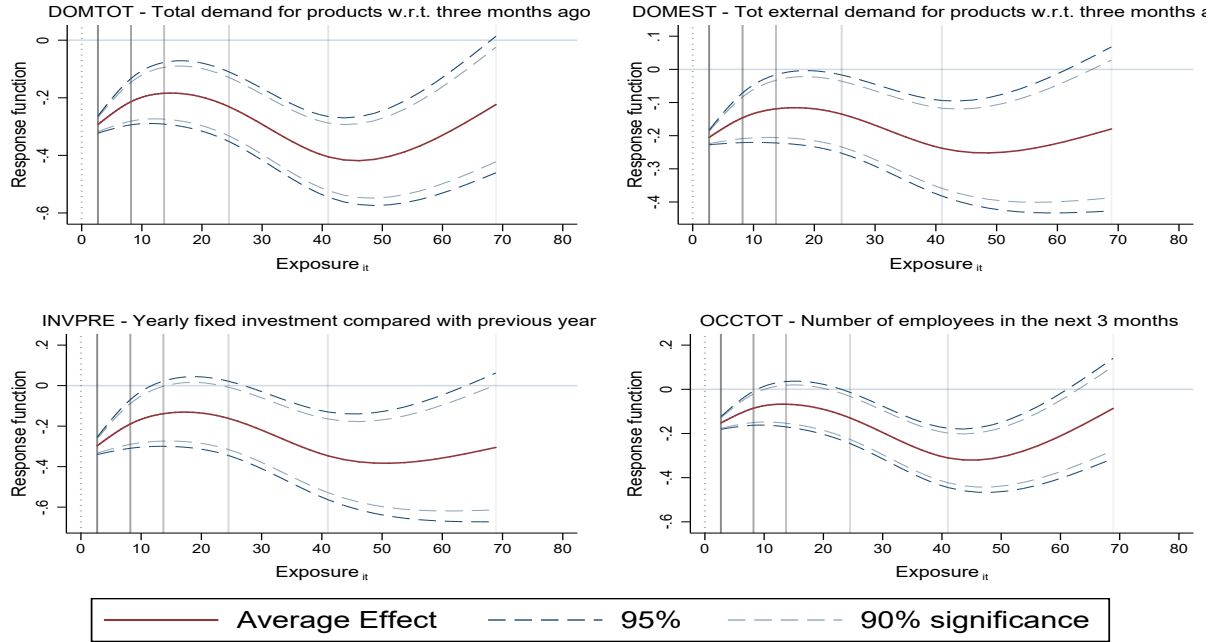 DOMTOT - Total demand for products w.r.t. three months ago
Response function
0
-.2
-.4
-.6
0 10 20 30 40 50 60 70 80
Exposure it
DOMEST - Tot external demand for products w.r.t. three months a
Response function
.1
0
-.1
-.2
-.3
-.4
0 10 20 30 40 50 60 70 80
Exposure it
INVPRE - Yearly fixed investment compared with previous year
Response function
.2
0
-.2
-.4
-.6
0 10 20 30 40 50 60 70 80
Exposure it
OCCTOT - Number of employees in the next 3 months
Response function
.2
0
-.2
-.4
-.6
0 10 20 30 40 50 60 70 80
Exposure it
Average Effect 95% 90% significance